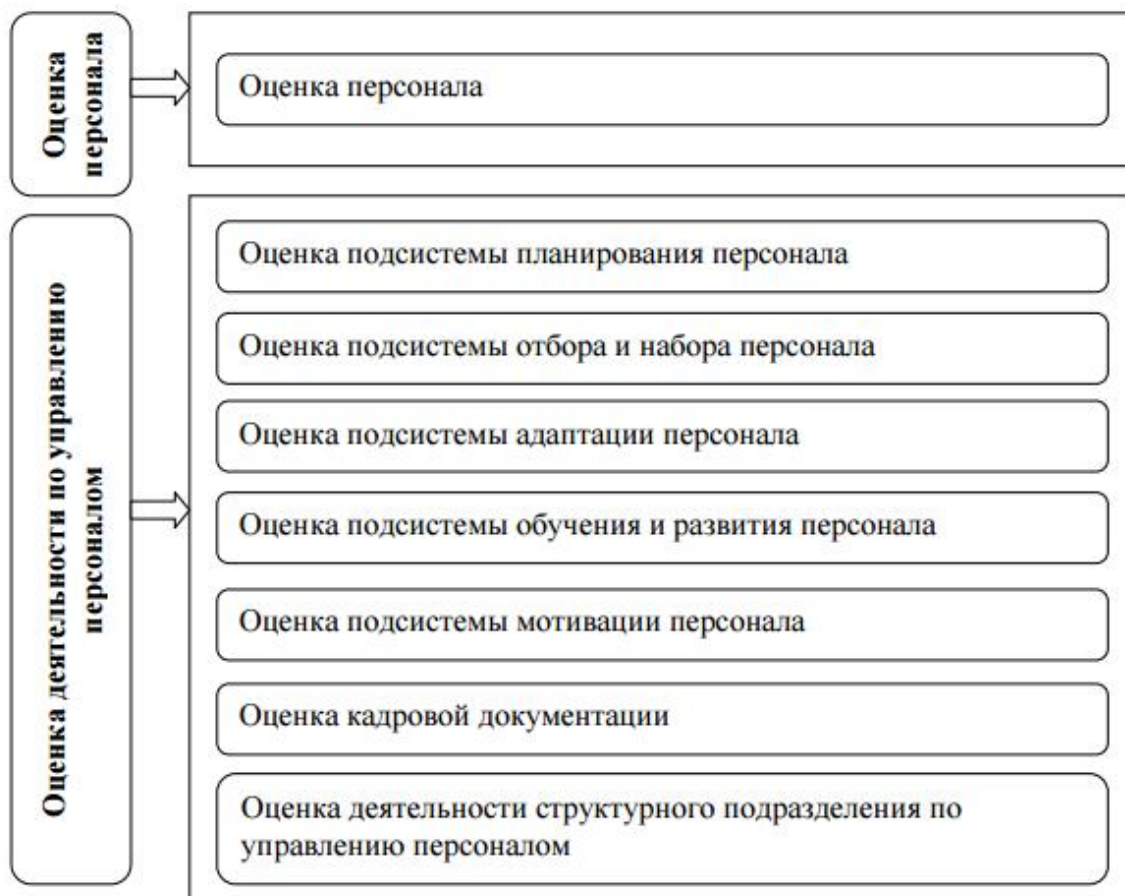 Оценка
персонала
Оценка персонала
Оценка деятельности по управлению
персоналом
Оценка подсистемы планирования персонала
Оценка подсистемы отбора и набора персонала
Оценка подсистемы адаптации персонала
Оценка подсистемы обучения и развития персонала
Оценка подсистемы мотивации персонала
Оценка кадровой документации
Оценка деятельности структурного подразделения по
управлению персоналом